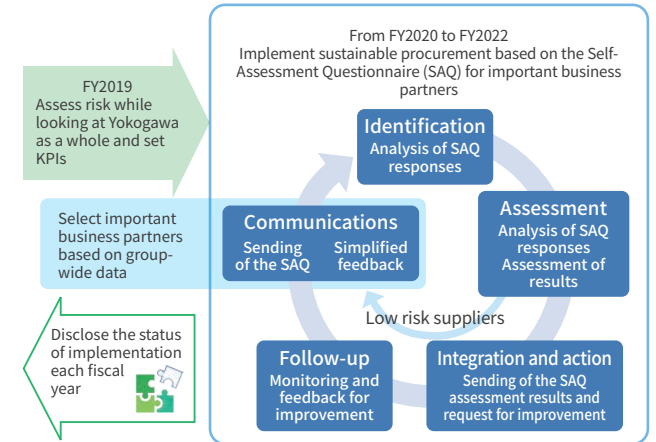 From FY2020 to FY2022
Implement sustainable procurement based on the Self-
Assessment Questionnaire (SAQ) for important business
partners
FY2019
Assess risk while
looking at Yokogawa
as a whole and set
KPIs
Identification
Analysis of SAQ
responses
Assessment
Analysis of SAQ
responses
Assessment of
results
Select important
business partners
based on group-
wide data
Communications
Sending
of the SAQ
Simplified
feedback
Low risk suppliers
Disclose the status
of implementation
each fiscal
year
Follow-up
Monitoring and
feedback for
improvement
Integration and action
Sending of the SAQ
assessment results and
request for improvement